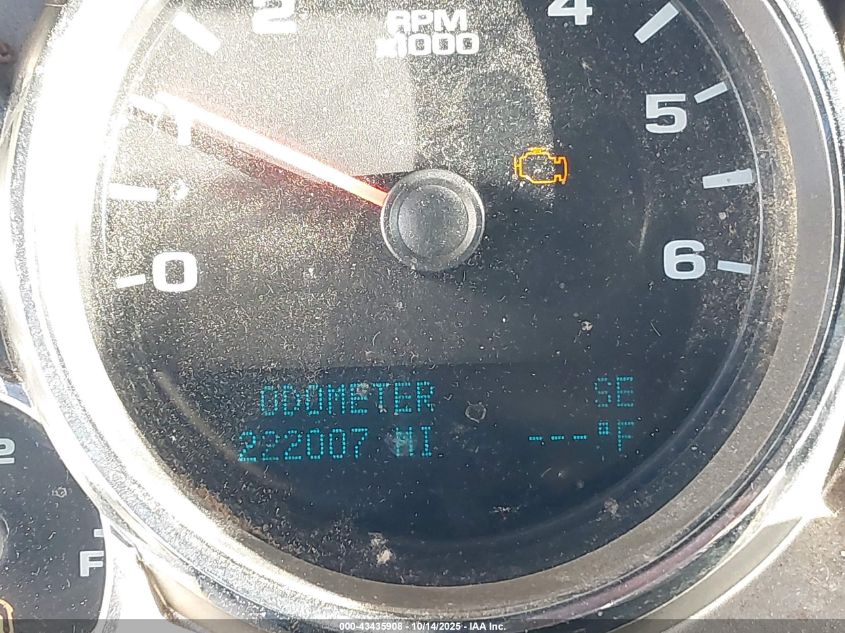 2
4
RPM
x1000
5
6
1
0
ODOMETER SE
222007 MI ---°F
2
F
000-43435908 - 10/14/2025 - IAA Inc.